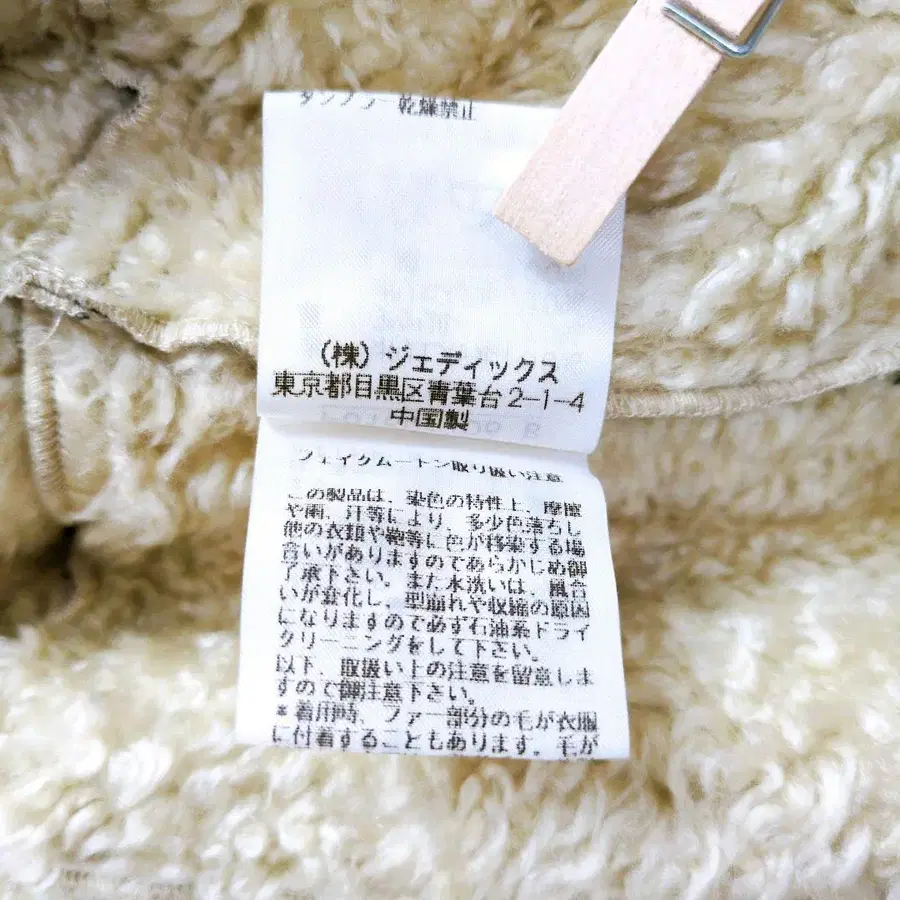 タンブラー乾燥禁止
(株) ジェディックス
東京都目黒区青葉台2-1-4
中国製
フェイクムートン取り扱い注意
この製品は、染色の特性上、摩擦
や雨、汗等により、多少色落ちし
他の衣類や鞄等に色が移染する場
合いがありますのであらかじめ御
了承下さい。また水洗いは、風合
いが変化し、型崩れや収縮の原因
になりますので必ず石油系ドライ
クリーニングをして下さい。
以下、取扱い上の注意を留意しま
すので御注意下さい。
*着用時、ファー部分の毛が衣服
に付着することもあります。毛が